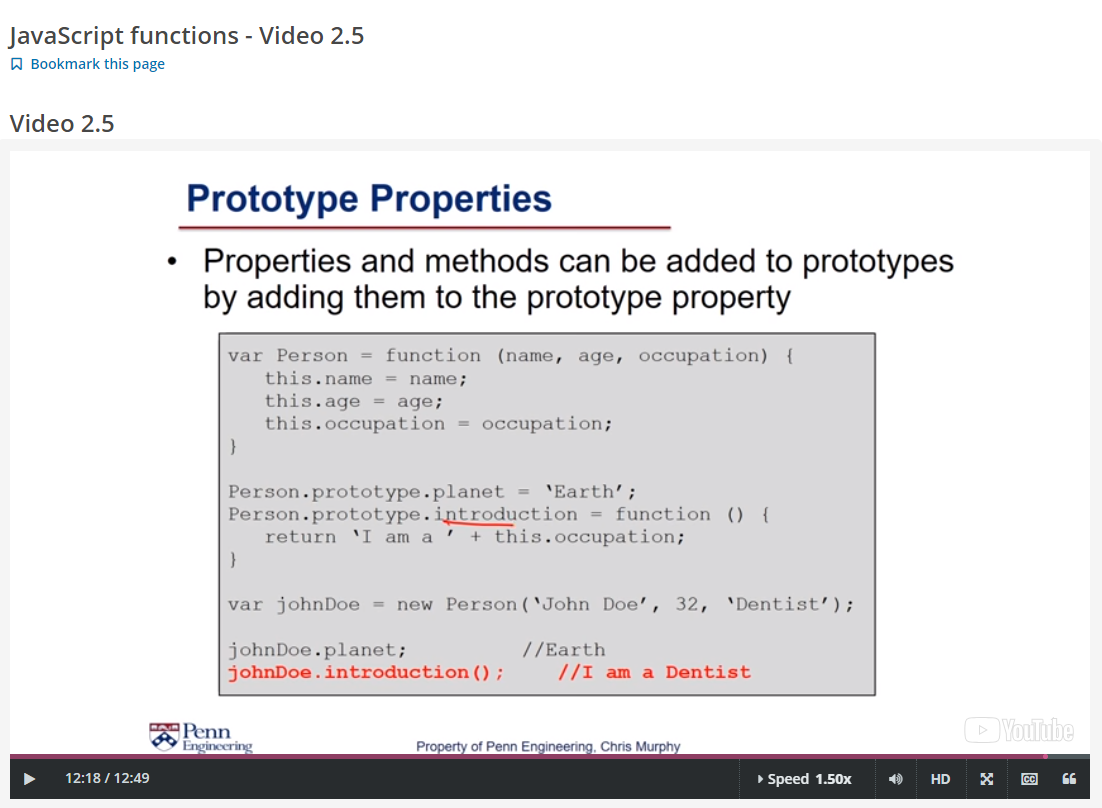 JavaScript functions - Video 2.5
Bookmark this page
Video 2.5
Prototype Properties
• Properties and methods can be added to prototypes
by adding them to the prototype property
var Person = function (name, age, occupation) {
this.name = name;
this.age = age;
this.occupation = occupation;
}
Person.prototype.planet = ‛Earth’;
Person.prototype.introduction = function () {
return ‛I am a ’ + this.occupation;
}
var johnDoe = new Person(‛John Doe’, 32, ‛Dentist’);
johnDoe.planet; //Earth
johnDoe.introduction(); //I am a Dentist
Penn
Engineering
Property of Penn Engineering, Chris Murphy
YouTube
12:18 / 12:49
Speed 1.50x
HD
CC